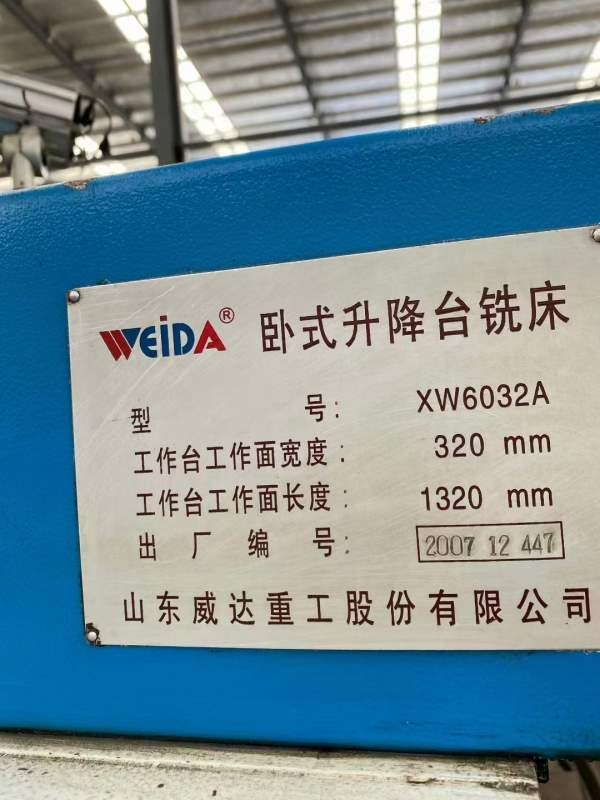 WEIDA® 卧式升降台铣床
型 号: XW6032A
工作台工作面宽度: 320 mm
工作台工作面长度: 1320 mm
出 厂 编 号: 2007 12 447
山东威达重工股份有限公司